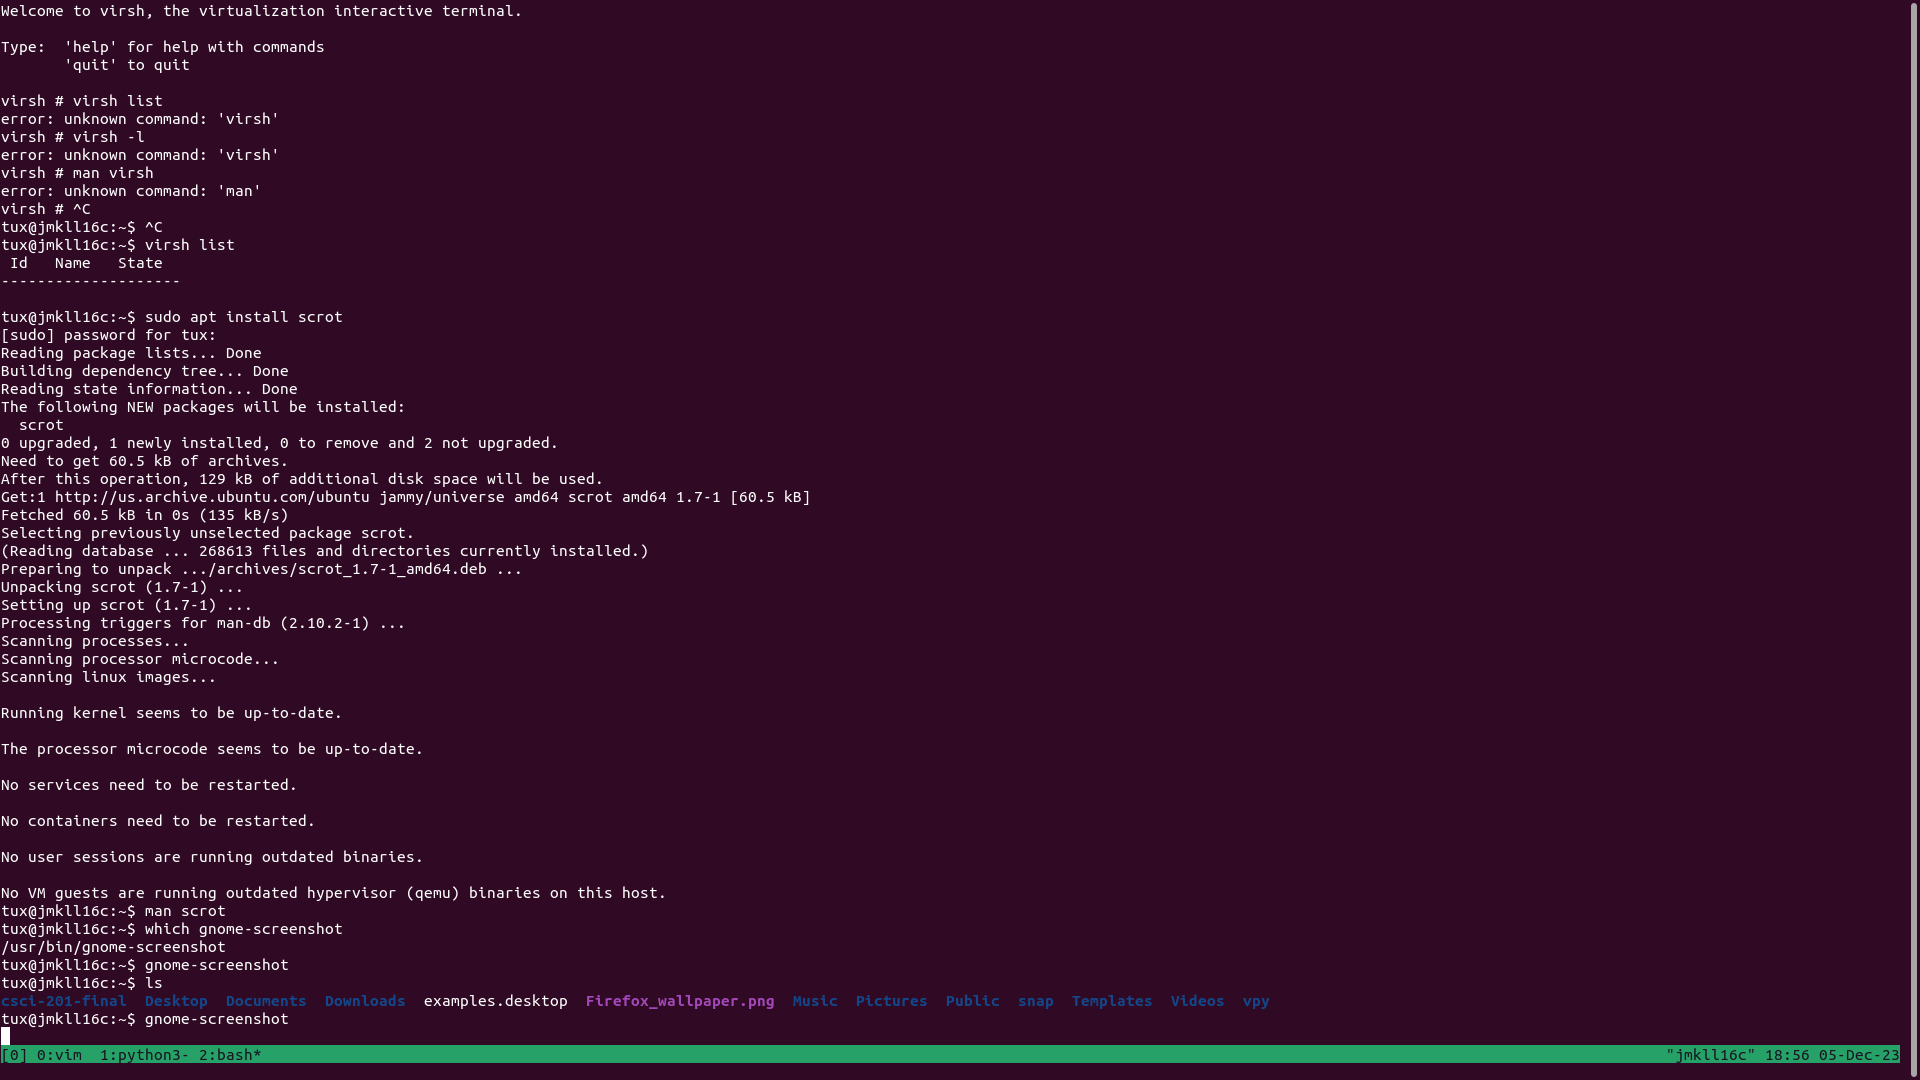 Welcome to virsh, the virtualization interactive terminal.
Type:  'help' for help with commands
       'quit' to quit
virsh # virsh list
error: unknown command: 'virsh'
virsh # virsh -l
error: unknown command: 'virsh'
virsh # man virsh
error: unknown command: 'man'
virsh # ^C
tux@jmkll16c:~$ ^C
tux@jmkll16c:~$ virsh list
 Id   Name   State
--------------------
tux@jmkll16c:~$ sudo apt install scrot
[sudo] password for tux:
Reading package lists... Done
Building dependency tree... Done
Reading state information... Done
The following NEW packages will be installed:
  scrot
0 upgraded, 1 newly installed, 0 to remove and 2 not upgraded.
Need to get 60.5 kB of archives.
After this operation, 129 kB of additional disk space will be used.
Get:1 http://us.archive.ubuntu.com/ubuntu jammy/universe amd64 scrot amd64 1.7-1 [60.5 kB]
Fetched 60.5 kB in 0s (135 kB/s)
Selecting previously unselected package scrot.
(Reading database ... 268613 files and directories currently installed.)
Preparing to unpack .../archives/scrot_1.7-1_amd64.deb ...
Unpacking scrot (1.7-1) ...
Setting up scrot (1.7-1) ...
Processing triggers for man-db (2.10.2-1) ...
Scanning processes...
Scanning processor microcode...
Scanning linux images...
Running kernel seems to be up-to-date.
The processor microcode seems to be up-to-date.
No services need to be restarted.
No containers need to be restarted.
No user sessions are running outdated binaries.
No VM guests are running outdated hypervisor (qemu) binaries on this host.
tux@jmkll16c:~$ man scrot
tux@jmkll16c:~$ which gnome-screenshot
/usr/bin/gnome-screenshot
tux@jmkll16c:~$ gnome-screenshot
tux@jmkll16c:~$ ls
csci-201-final  Desktop  Documents  Downloads  examples.desktop  Firefox_wallpaper.png  Music  Pictures  Public  snap  Templates  Videos  vpy
tux@jmkll16c:~$ gnome-screenshot
[0] 0:vim  1:python3- 2:bash*  "jmkll16c" 18:56 05-Dec-23